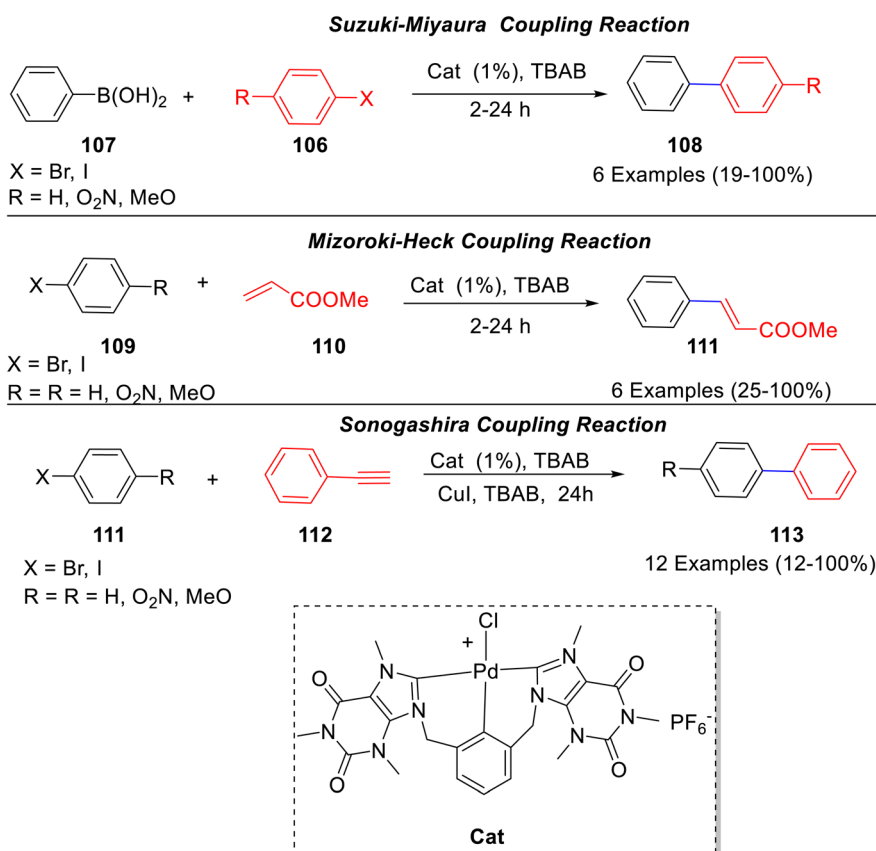 Suzuki-Miyaura Coupling Reaction
B(OH)2 + R X Cat (1%), TBAB R
2-24 h
107 106 108
X = Br, I 6 Examples (19-100%)
R = H, O2N, MeO
Mizoroki-Heck Coupling Reaction
X R + COOMe Cat (1%), TBAB COOMe
2-24 h
109 110 111
X = Br, I
R = R = H, O2N, MeO 6 Examples (25-100%)
Sonogashira Coupling Reaction
X R + Cat (1%), TBAB R
CuI, TBAB, 24h
111 112 113
12 Examples (12-100%)
X = Br, I
R = R = H, O2N, MeO
Cl
+
N Pd N
O O
N N
N N PF6-
N N
O O
Cat